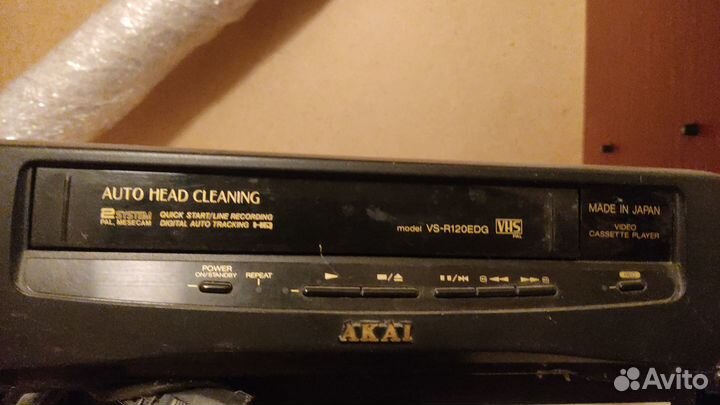 AUTO HEAD CLEANING
2 SYSTEM
PAL, MESECAM
QUICK START/LINE RECORDING
DIGITAL AUTO TRACKING HQ
model VS-R120EDG
VHS
PAL
MADE IN JAPAN
VIDEO
CASSETTE PLAYER
POWER
ON/STANDBY
REPEAT
AKAI
Avito